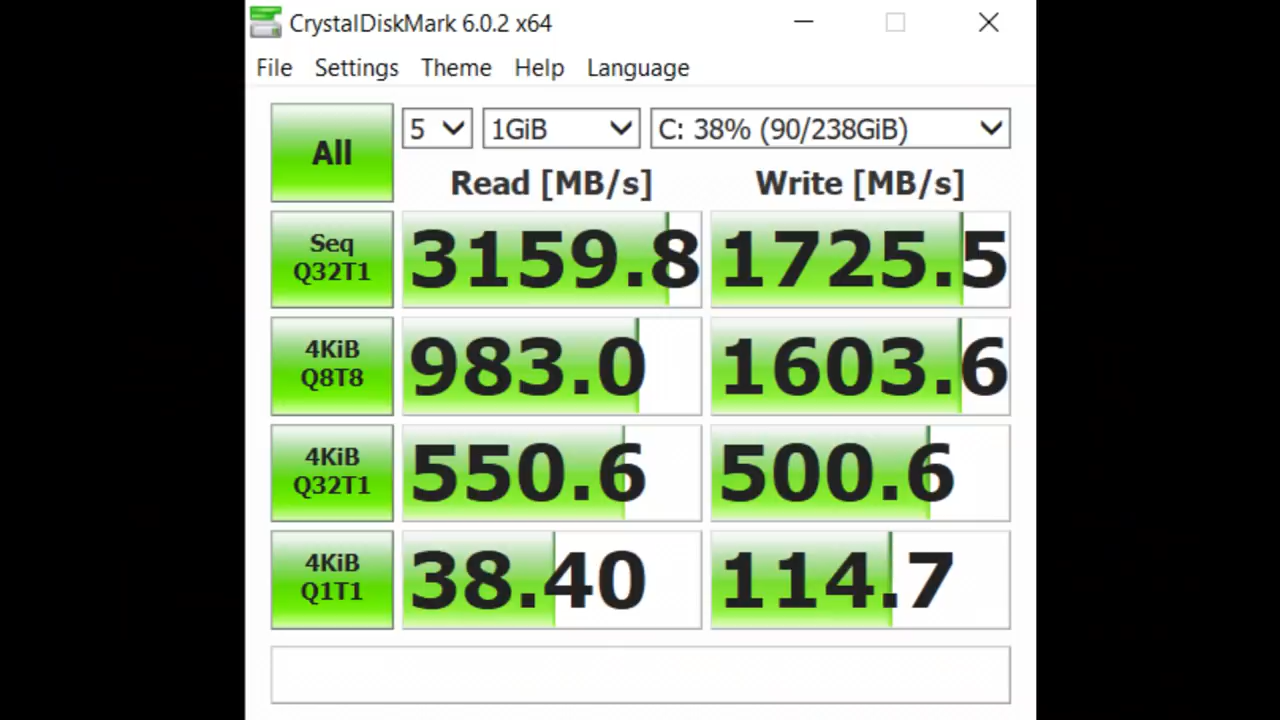 CrystalDiskMark 6.0.2 x64
File Settings Theme Help Language
All 5 1GiB C: 38% (90/238GiB)
Read [MB/s] Write [MB/s]
Seq
Q32T1 3159.8 1725.5
4KiB
Q8T8 983.0 1603.6
4KiB
Q32T1 550.6 500.6
4KiB
Q1T1 38.40 114.7